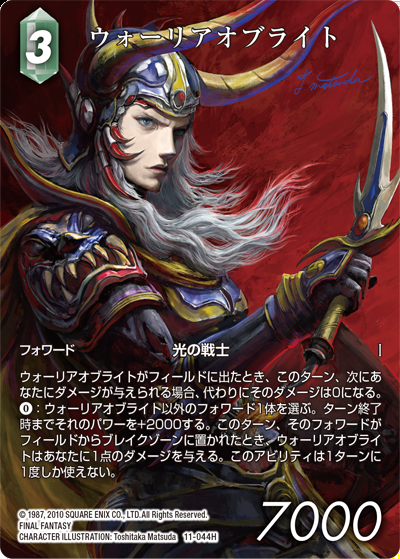 3
ウォーリアオブライト
フォワード 光の戦士 I
ウォーリアオブライトがフィールドに出たとき、このターン、次にあ
なたにダメージが与えられる場合、代わりにそのダメージは0になる。
0：ウォーリアオブライト以外のフォワード1体を選ぶ。ターン終了
時までそれのパワーを+2000する。このターン、そのフォワードが
フィールドからブレイクゾーンに置かれたとき、ウォーリアオブライ
トはあなたに1点のダメージを与える。このアビリティは1ターンに
1度しか使えない。
© 1987, 2010 SQUARE ENIX CO., LTD.All Rights Reserved.
FINAL FANTASY
CHARACTER ILLUSTRATION: Toshitaka Matsuda 11-044H
7000